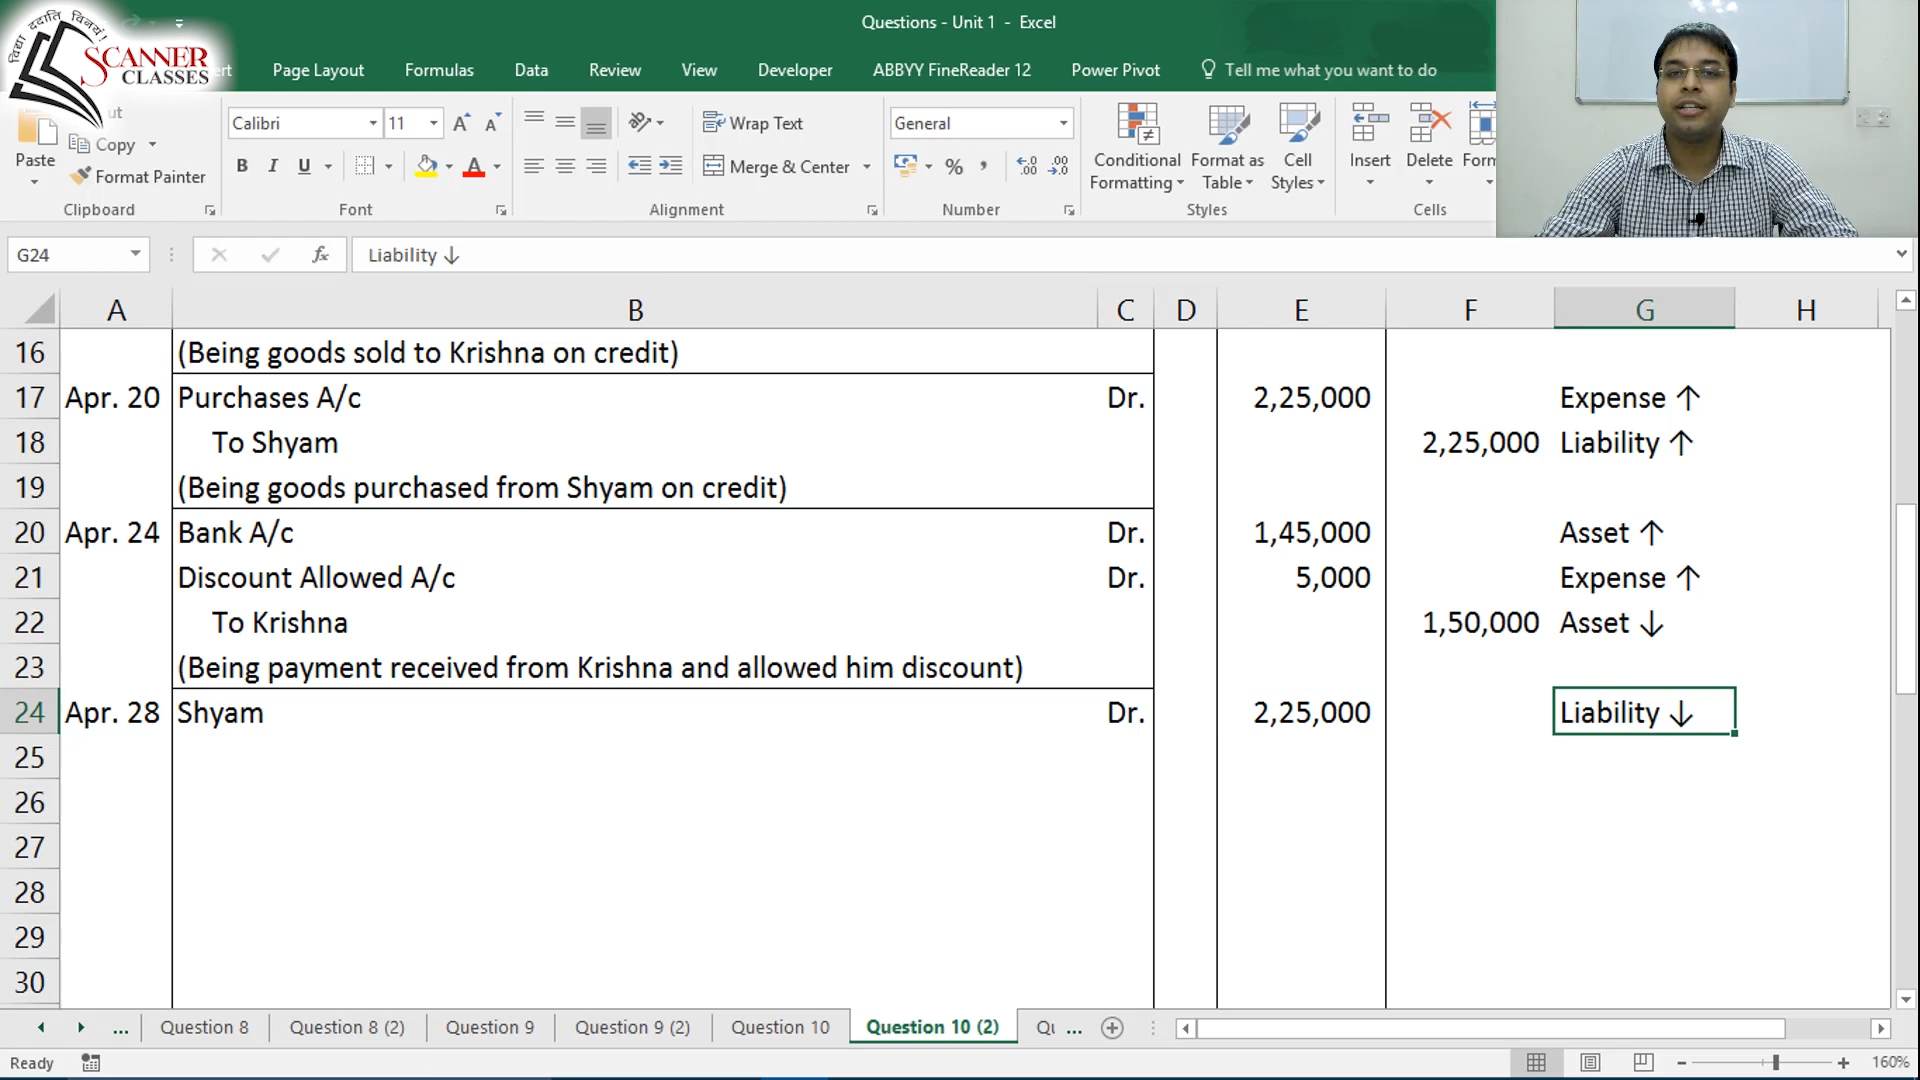 विद्या ददाति विनयं!
SCANNER
CLASSES
Questions - Unit 1 - Excel
Page Layout
Formulas
Data
Review
View
Developer
ABBYY FineReader 12
Power Pivot
Tell me what you want to do
Paste
Copy
Format Painter
Clipboard
Calibri
11
B I U
Font
Wrap Text
Merge & Center
Alignment
General
%
Number
Conditional Formatting
Format as Table
Cell Styles
Styles
Insert
Delete
Form
Cells
G24
fx
Liability ↓
A B C D E F G H
16 (Being goods sold to Krishna on credit)
17 Apr. 20 Purchases A/c Dr. 2,25,000 Expense ↑
18 To Shyam 2,25,000 Liability ↑
19 (Being goods purchased from Shyam on credit)
20 Apr. 24 Bank A/c Dr. 1,45,000 Asset ↑
21 Discount Allowed A/c Dr. 5,000 Expense ↑
22 To Krishna 1,50,000 Asset ↓
23 (Being payment received from Krishna and allowed him discount)
24 Apr. 28 Shyam Dr. 2,25,000 Liability ↓
25
26
27
28
29
30
... Question 8 Question 8 (2) Question 9 Question 9 (2) Question 10 Question 10 (2) Qu ...
Ready
160%